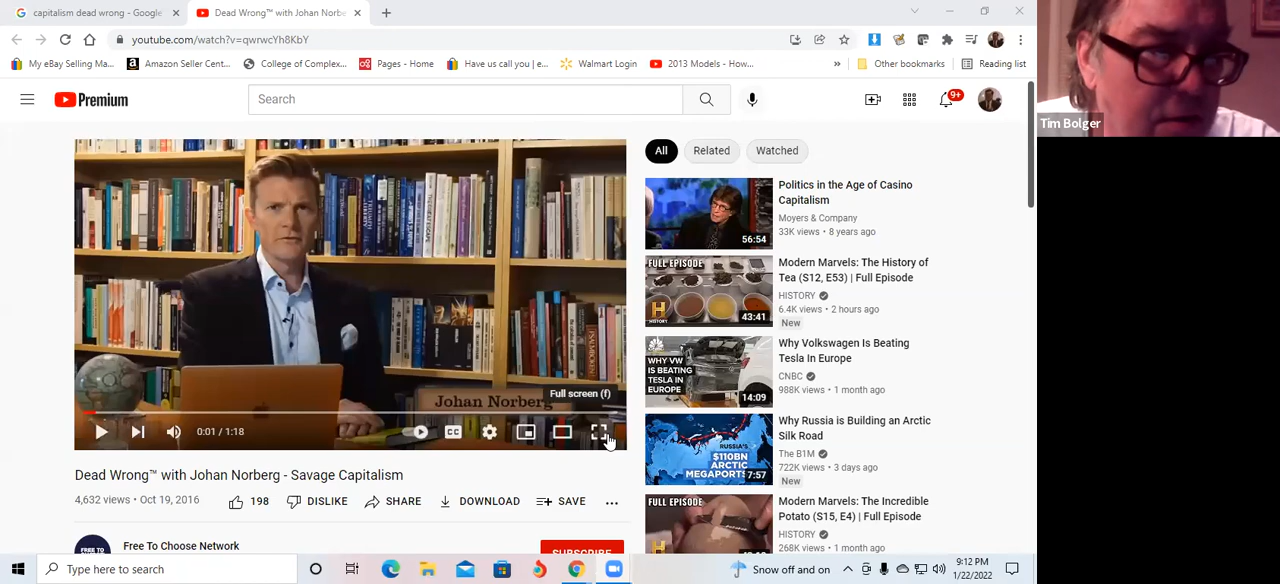 capitalism dead wrong - Google
Dead Wrong™ with Johan Norbe
youtube.com/watch?v=qwrwcYh8KbY
My eBay Selling Ma...
Amazon Seller Cent...
College of Complex...
Pages - Home
Have us call you | e...
Walmart Login
2013 Models - How...
»
Other bookmarks
Reading list
Tim Bolger
Premium
Search
9+
All
Related
Watched
Johan Norberg
Full screen (f)
0:01 / 1:18
CC
Dead Wrong™ with Johan Norberg - Savage Capitalism
4,632 views • Oct 19, 2016
198
DISLIKE
SHARE
DOWNLOAD
SAVE
...
FREE TO
Free To Choose Network
SUBSCRIBE
56:54
Politics in the Age of Casino
Capitalism
Moyers & Company
33K views • 8 years ago
FULL EPISODE
H
HISTORY
43:41
Modern Marvels: The History of
Tea (S12, E53) | Full Episode
HISTORY
6.4K views • 2 hours ago
New
WHY VW
IS BEATING
TESLA IN
EUROPE
14:09
Why Volkswagen Is Beating
Tesla In Europe
CNBC
988K views • 1 month ago
RUSSIA'S
$110BN
ARCTIC
MEGAPORTS
7:57
Why Russia is Building an Arctic
Silk Road
The B1M
722K views • 3 days ago
New
FULL EPISODE
Modern Marvels: The Incredible
Potato (S15, E4) | Full Episode
HISTORY
268K views • 1 month ago
Type here to search
Snow off and on
9:12 PM
1/22/2022